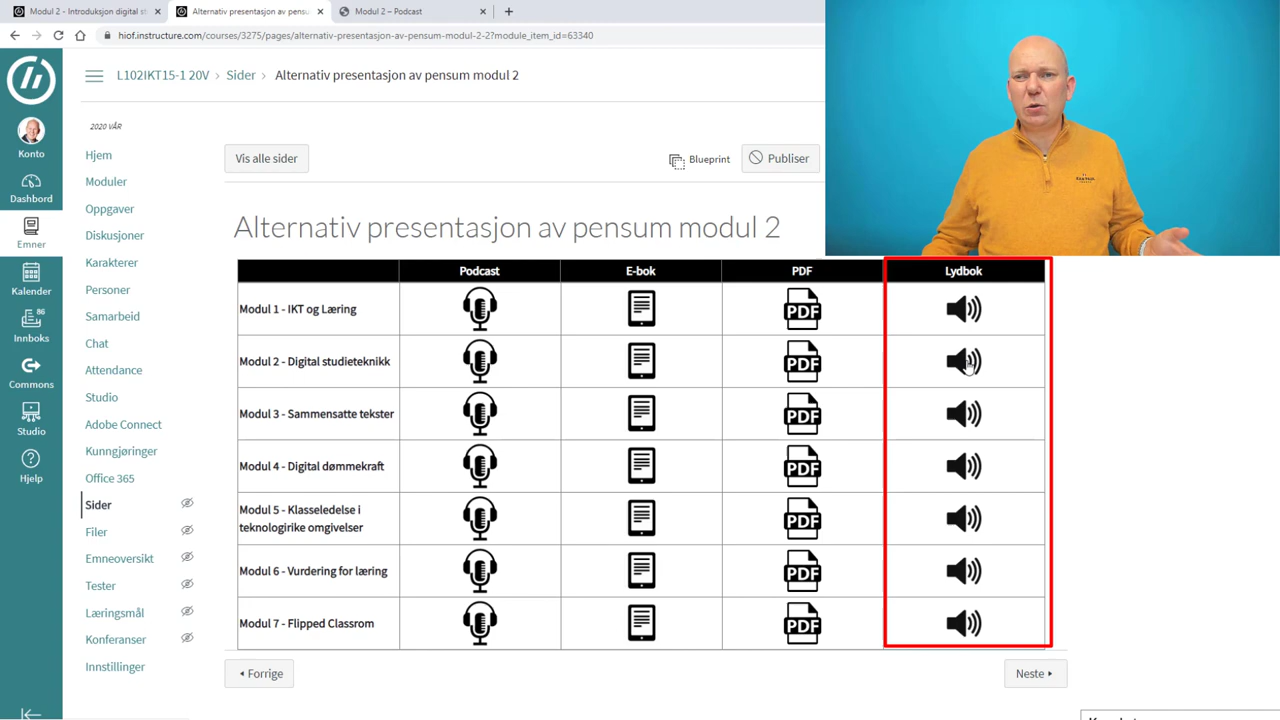 Modul 2 - Introduksjon digital st
Alternativ presentasjon av pensu
Modul 2 – Podcast
hiof.instructure.com/courses/3275/pages/alternativ-presentasjon-av-pensum-modul-2-2?module_item_id=63340
L102IKT15-1 20V › Sider › Alternativ presentasjon av pensum modul 2
Konto
Dashbord
Emner
Kalender
86
Innboks
Commons
Studio
Hjelp
2020 VÅR
Hjem
Moduler
Oppgaver
Diskusjoner
Karakterer
Personer
Samarbeid
Chat
Attendance
Studio
Adobe Connect
Kunngjøringer
Office 365
Sider
Filer
Emneoversikt
Tester
Læringsmål
Konferanser
Innstillinger
Vis alle sider
Blueprint
Publiser
Alternativ presentasjon av pensum modul 2
Podcast E-bok PDF Lydbok
Modul 1 - IKT og Læring PDF
Modul 2 - Digital studieteknikk PDF
Modul 3 - Sammensatte tekster PDF
Modul 4 - Digital dømmekraft PDF
Modul 5 - Klasseledelse i
teknologirike omgivelser PDF
Modul 6 - Vurdering for læring PDF
Modul 7 - Flipped Classrom PDF
Forrige
Neste